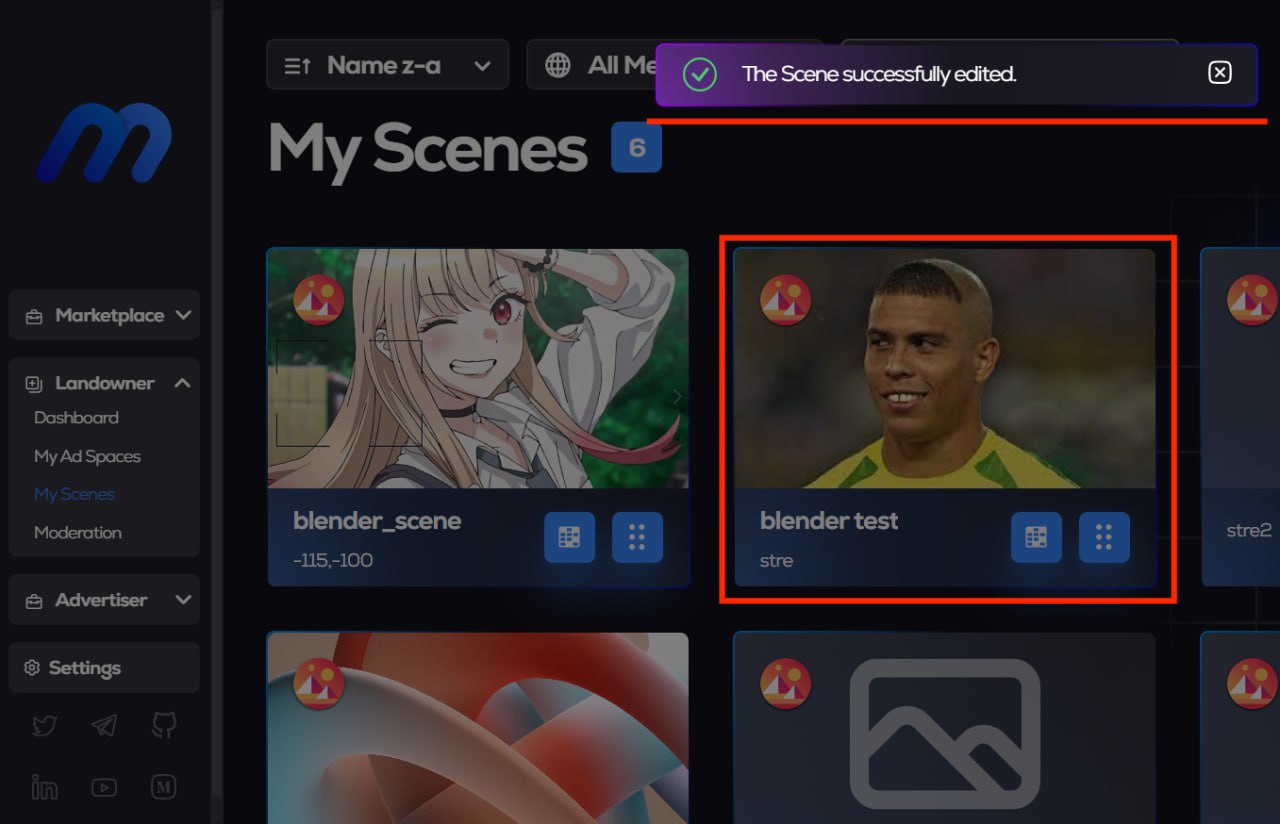 Name z-a
All Me
The Scene successfully edited.
My Scenes
6
Marketplace
Landowner
Dashboard
My Ad Spaces
My Scenes
Moderation
Advertiser
Settings
blender_scene
-115,-100
blender test
stre
stre2
in
M